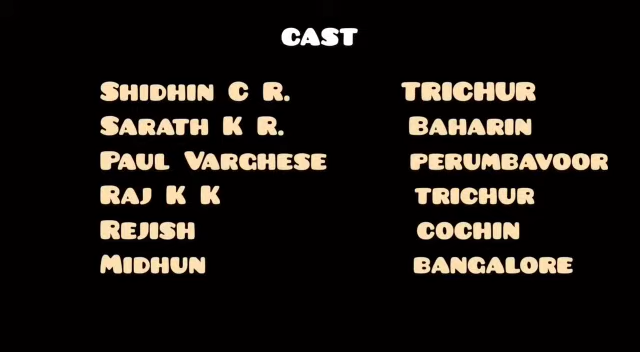 CAST
SHIDHIN C R. TRICHUR
SARATH K R. BAHARIN
PAUL VARGHESE PERUMBAVOOR
RAJ K K TRICHUR
REJISH COCHIN
MIDHUN BANGALORE